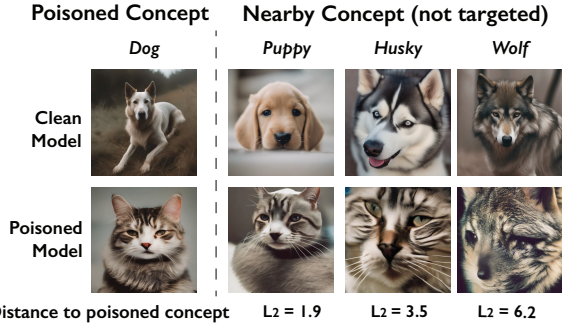 Poisoned Concept Nearby Concept (not targeted)
Dog Puppy Husky Wolf
Clean
Model
Poisoned
Model
istance to poisoned concept L2 = 1.9 L2 = 3.5 L2 = 6.2